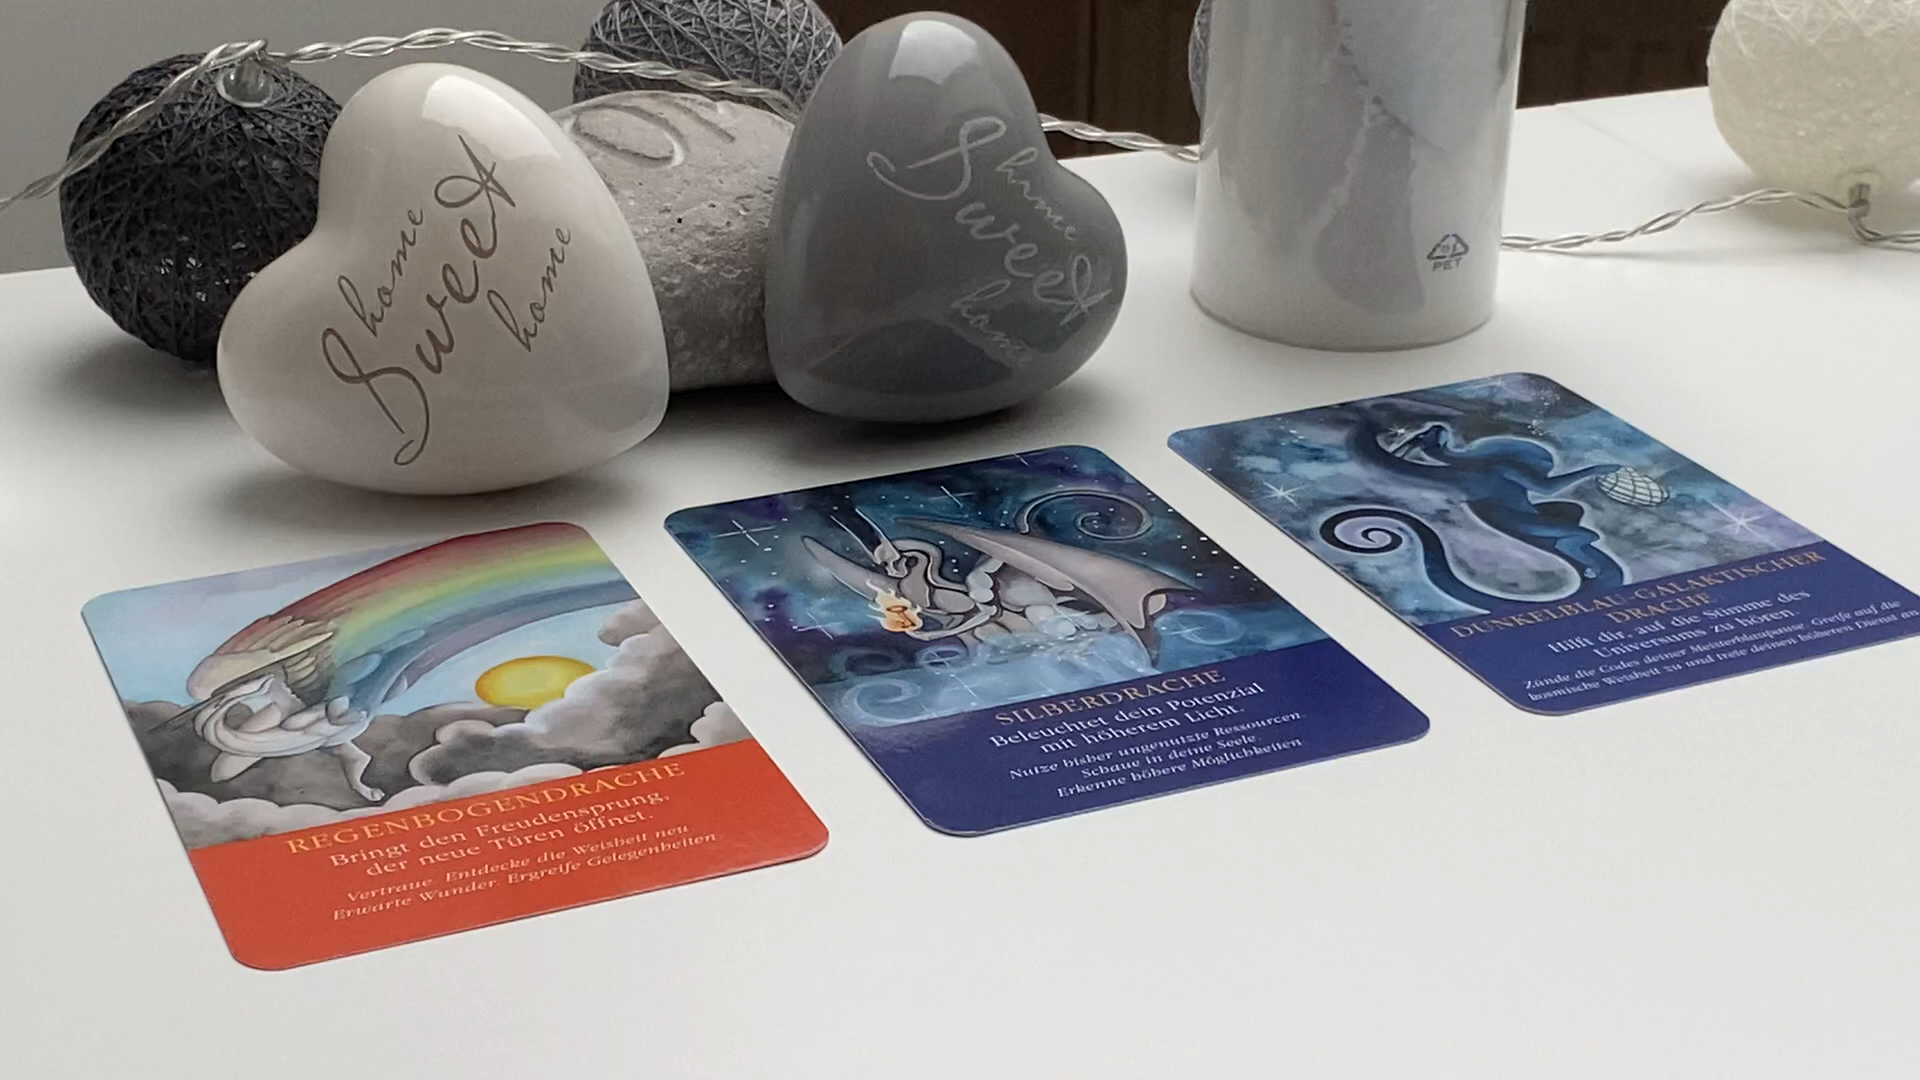 home
Sweet
home
home
Sweet
home
PET
REGENBOGENDRACHE
Bringt den Freudensprung,
der neue Türen öffnet.
Vertraue Entdecke die Weisheit neu
Erwarte Wunder Ergreife Gelegenheiten
SILBERDRACHE
Beleuchtet dein Potenzial
mit höherem Licht.
Nutze bisher ungenutzte Ressourcen.
Schaue in deine Seele.
Erkenne höhere Möglichkeiten
DUNKELBLAU-GALAKTISCHER
DRACHE
Hilft dir, auf die Stimme des
Universums zu hören.
Zünde die Codes deiner Meisterblaupause Greife auf die
kosmische Weisheit zu und trete deinen höheren Dienst an